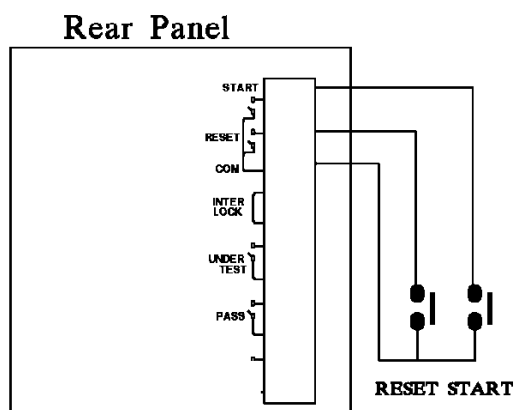 Rear Panel
START
RESET
COM
INTER
LOCK
UNDER
TEST
PASS
RESET START